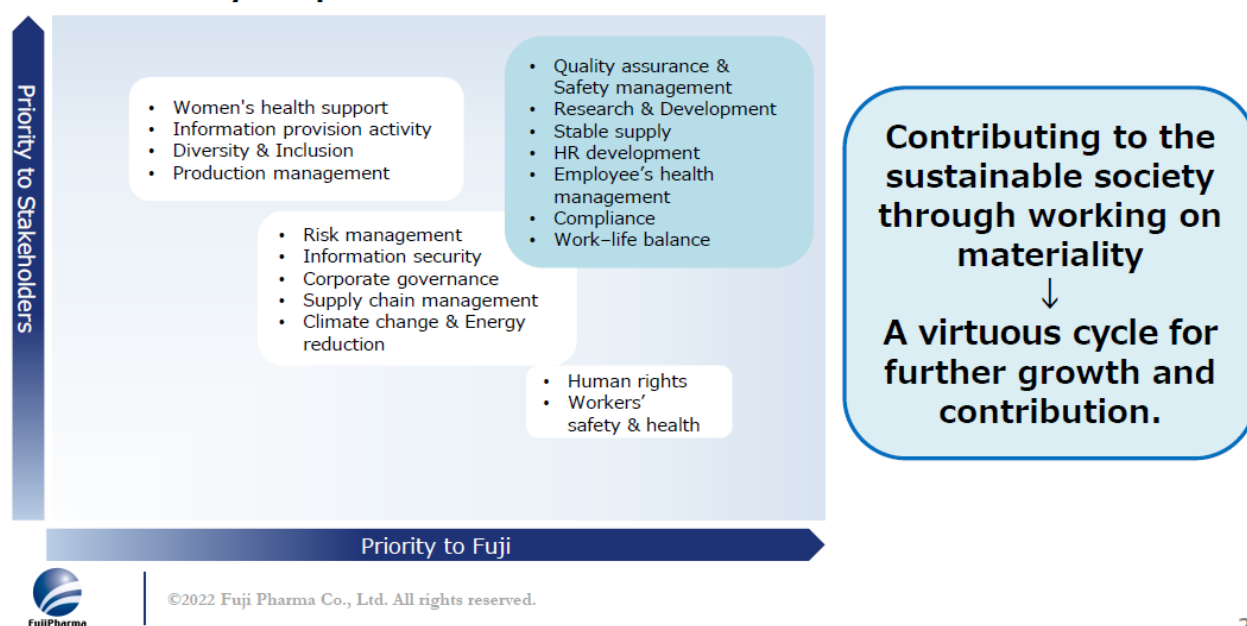 Priority to Stakeholders
• Women's health support
• Information provision activity
• Diversity & Inclusion
• Production management
• Quality assurance &
Safety management
• Research & Development
• Stable supply
• HR development
• Employee’s health
management
• Compliance
• Work–life balance
• Risk management
• Information security
• Corporate governance
• Supply chain management
• Climate change & Energy
reduction
• Human rights
• Workers’
safety & health
Priority to Fuji
Contributing to the
sustainable society
through working on
materiality
↓
A virtuous cycle for
further growth and
contribution.
FujiPharma
©2022 Fuji Pharma Co., Ltd. All rights reserved.